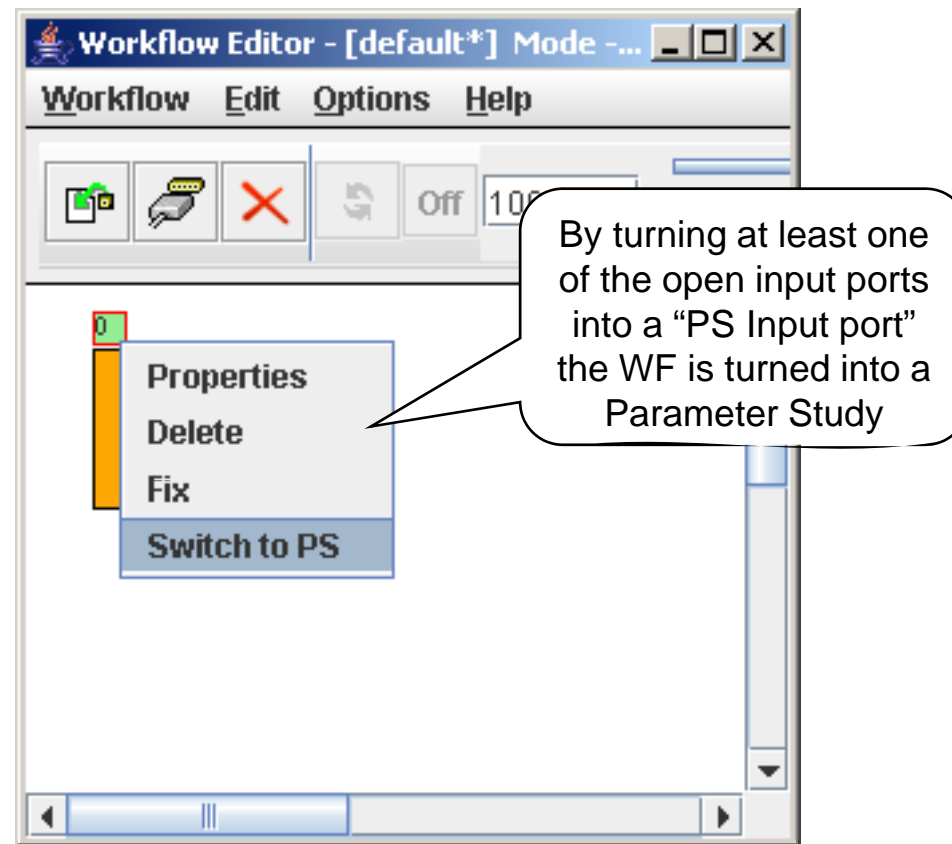 Workflow Editor - [default*] Mode -...
Workflow Edit Options Help
Off
0
Properties
Delete
Fix
Switch to PS
By turning at least one
of the open input ports
into a “PS Input port”
the WF is turned into a
Parameter Study